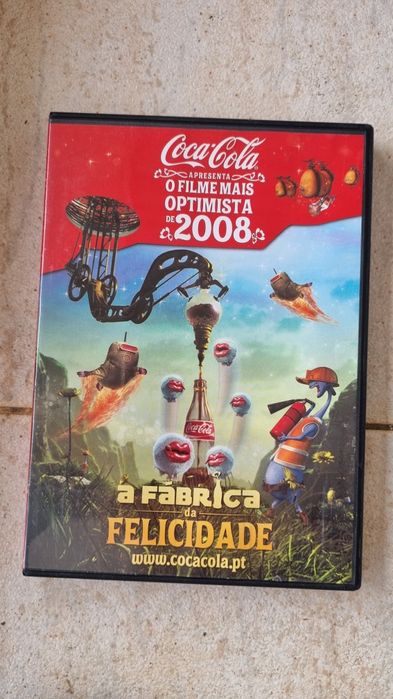 Coca-Cola
APRESENTA
O FILME MAIS
OPTIMISTA
DE 2008
Coca-Cola
A FÁBRICA
da
FELICIDADE
www.cocacola.pt